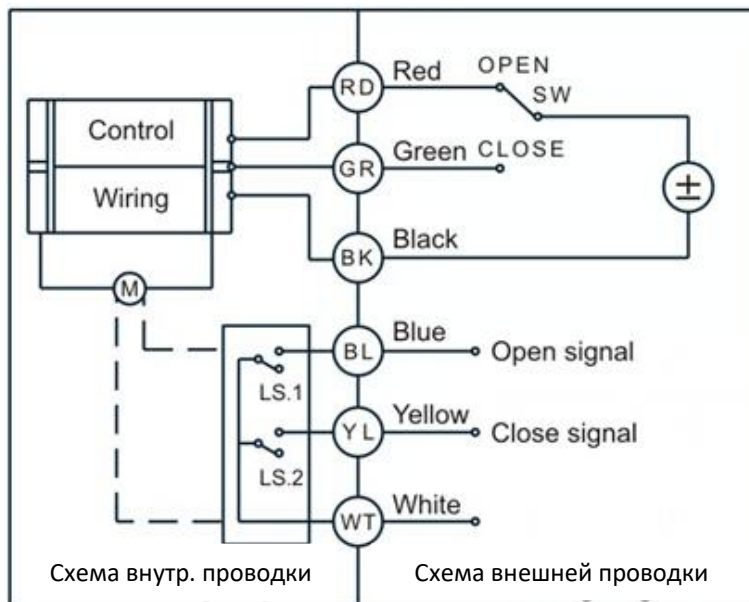 Control
Wiring
M
RD
Red
OPEN
SW
GR
Green
CLOSE
±
BK
Black
BL
Blue
Open signal
LS.1
YL
Yellow
Close signal
LS.2
WT
White
Схема внутр. проводки
Схема внешней проводки